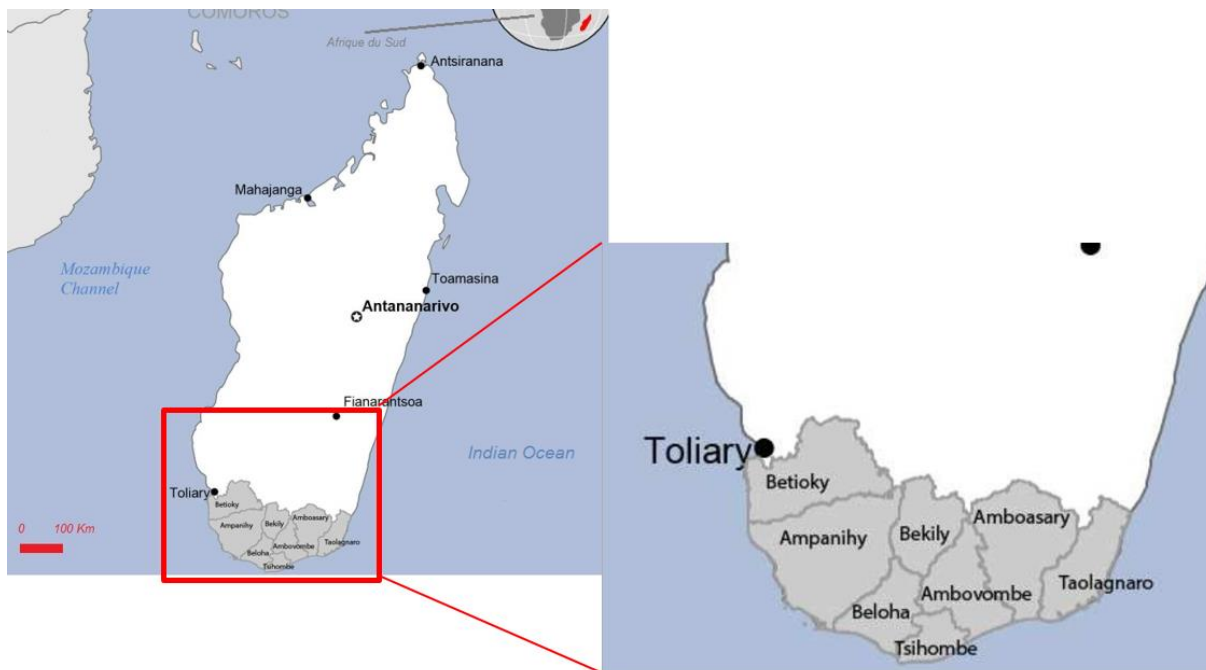 COMOROS
Afrique du Sud
Antsiranana
Mahajanga
Mozambique
Channel
Toamasina
Antananarivo
Fianarantsoa
Indian Ocean
Toliary
Betioky
0 100 Km
Ampanihy
Bekily
Amboasary
Beloha
Ambovombe
Taolagnaro
Tsihombe
Toliary
Betioky
Ampanihy
Bekily
Amboasary
Beloha
Ambovombe
Taolagnaro
Tsihombe